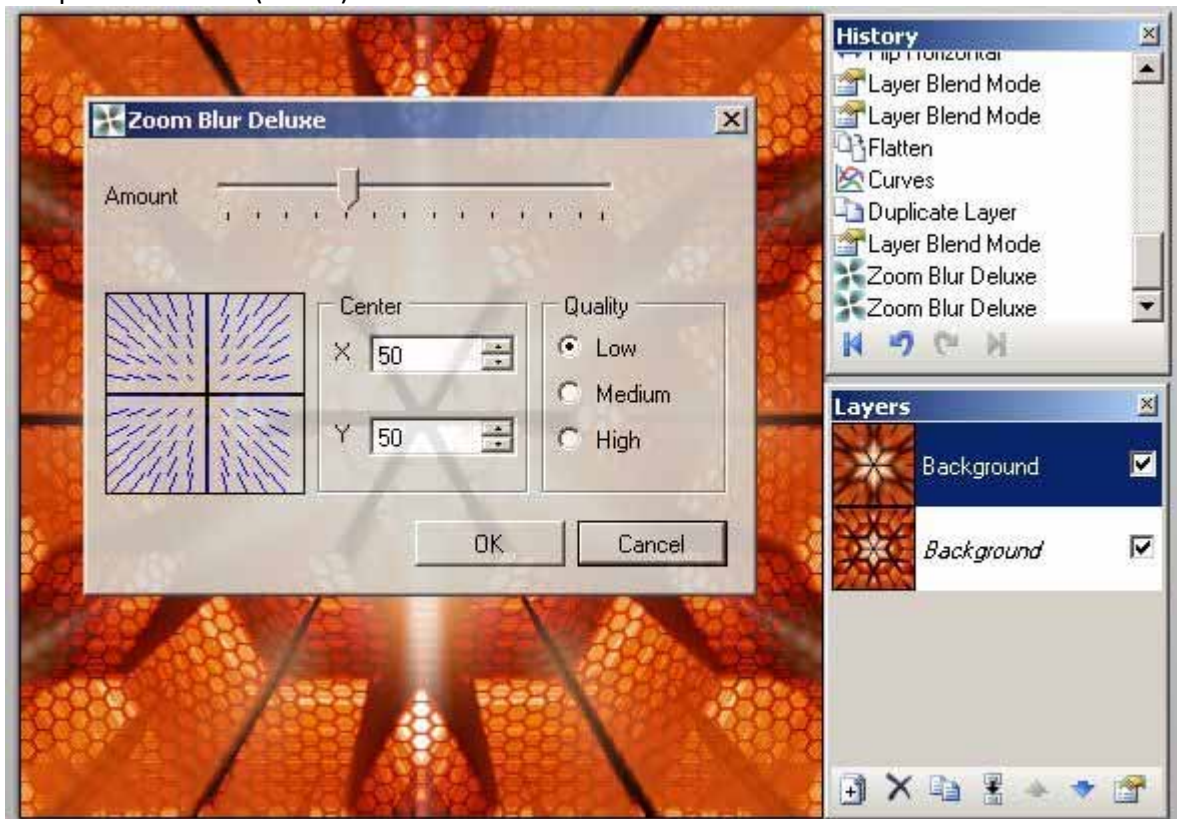 Zoom Blur Deluxe
Amount
Center
X 50
Y 50
Quality
Low
Medium
High
OK
Cancel
History
Layer Blend Mode
Layer Blend Mode
Flatten
Curves
Duplicate Layer
Layer Blend Mode
Zoom Blur Deluxe
Zoom Blur Deluxe
Layers
Background
Background